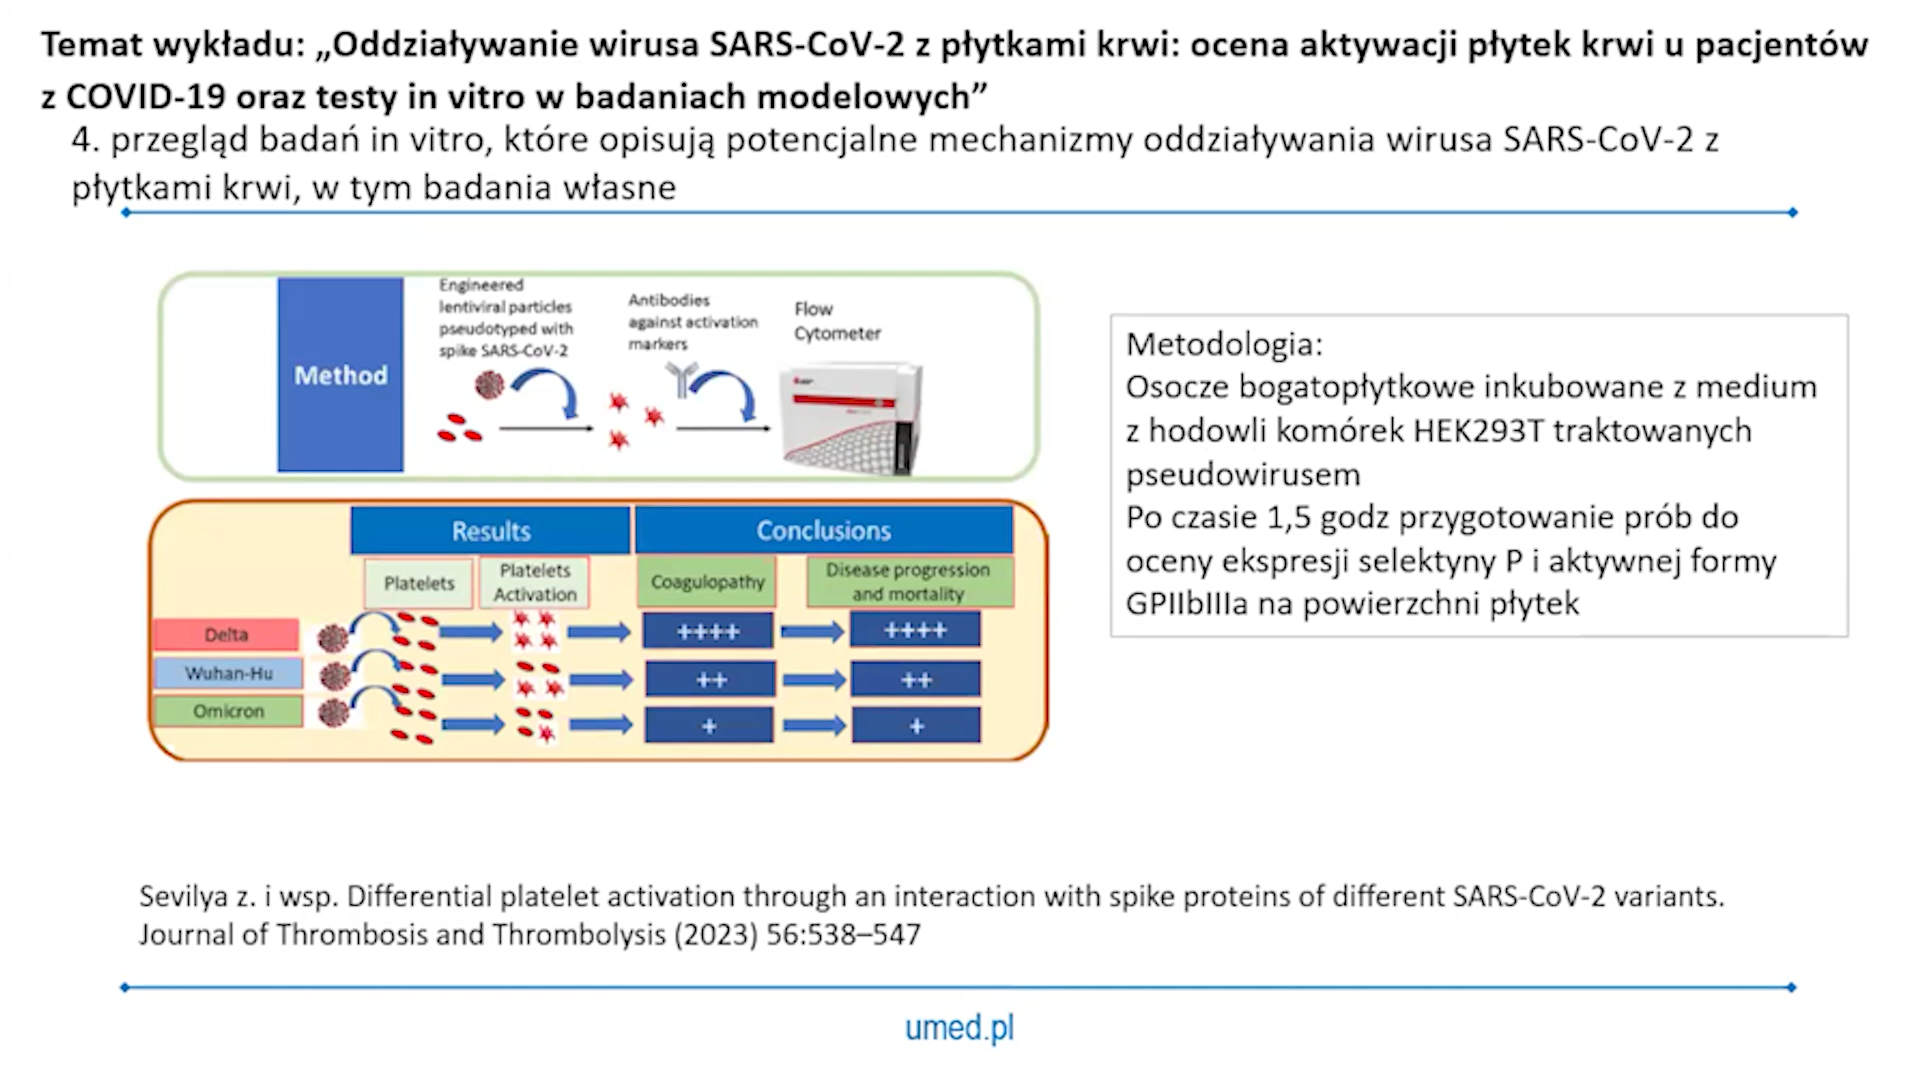 Temat wykładu: „Oddziaływanie wirusa SARS-CoV-2 z płytkami krwi: ocena aktywacji płytek krwi u pacjentów
z COVID-19 oraz testy in vitro w badaniach modelowych”
4. przegląd badań in vitro, które opisują potencjalne mechanizmy oddziaływania wirusa SARS-CoV-2 z
płytkami krwi, w tym badania własne
Method
Engineered
lentiviral particles
pseudotyped with
spike SARS-CoV-2
Antibodies
against activation
markers
Flow
Cytometer
Results
Conclusions
Platelets
Platelets
Activation
Coagulopathy
Disease progression
and mortality
Delta
++++
++++
Wuhan-Hu
++
++
Omicron
+
+
Metodologia:
Osocze bogatopłytkowe inkubowane z medium
z hodowli komórek HEK293T traktowanych
pseudowirusem
Po czasie 1,5 godz przygotowanie prób do
oceny ekspresji selektyny P i aktywnej formy
GPIIbIIIa na powierzchni płytek
Sevilya z. i wsp. Differential platelet activation through an interaction with spike proteins of different SARS-CoV-2 variants.
Journal of Thrombosis and Thrombolysis (2023) 56:538–547
umed.pl